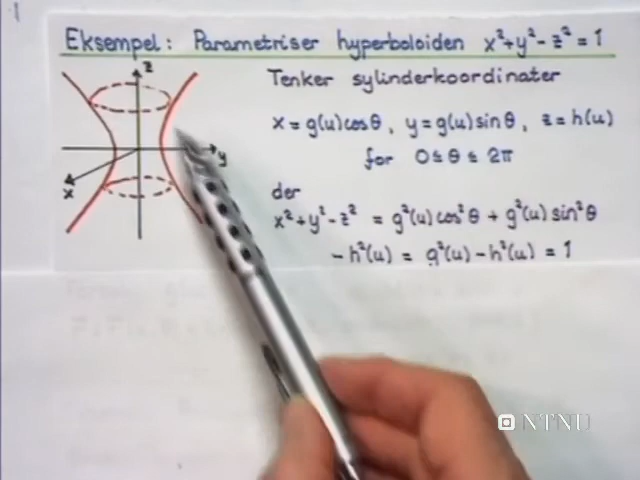 Eksempel: Parametriser hyperboloiden x²+y²-z²=1
z
y
x
Tenker sylinderkoordinater
x = g(u)cosθ, y = g(u)sinθ, z = h(u)
for 0 ≤ θ ≤ 2π
der
x²+y²-z² = g²(u)cos²θ + g²(u)sin²θ
-h²(u) = g²(u)-h²(u) = 1
NTNU